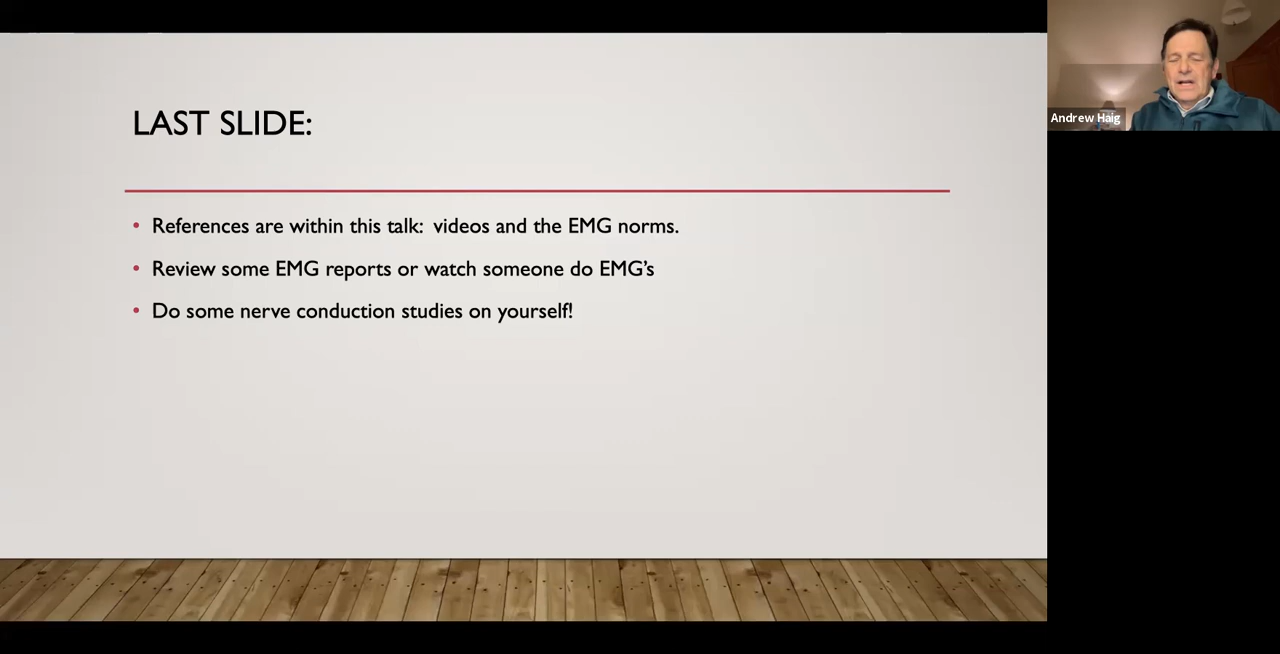 LAST SLIDE:
• References are within this talk:  videos and the EMG norms.
• Review some EMG reports or watch someone do EMG’s
• Do some nerve conduction studies on yourself!
Andrew Haig